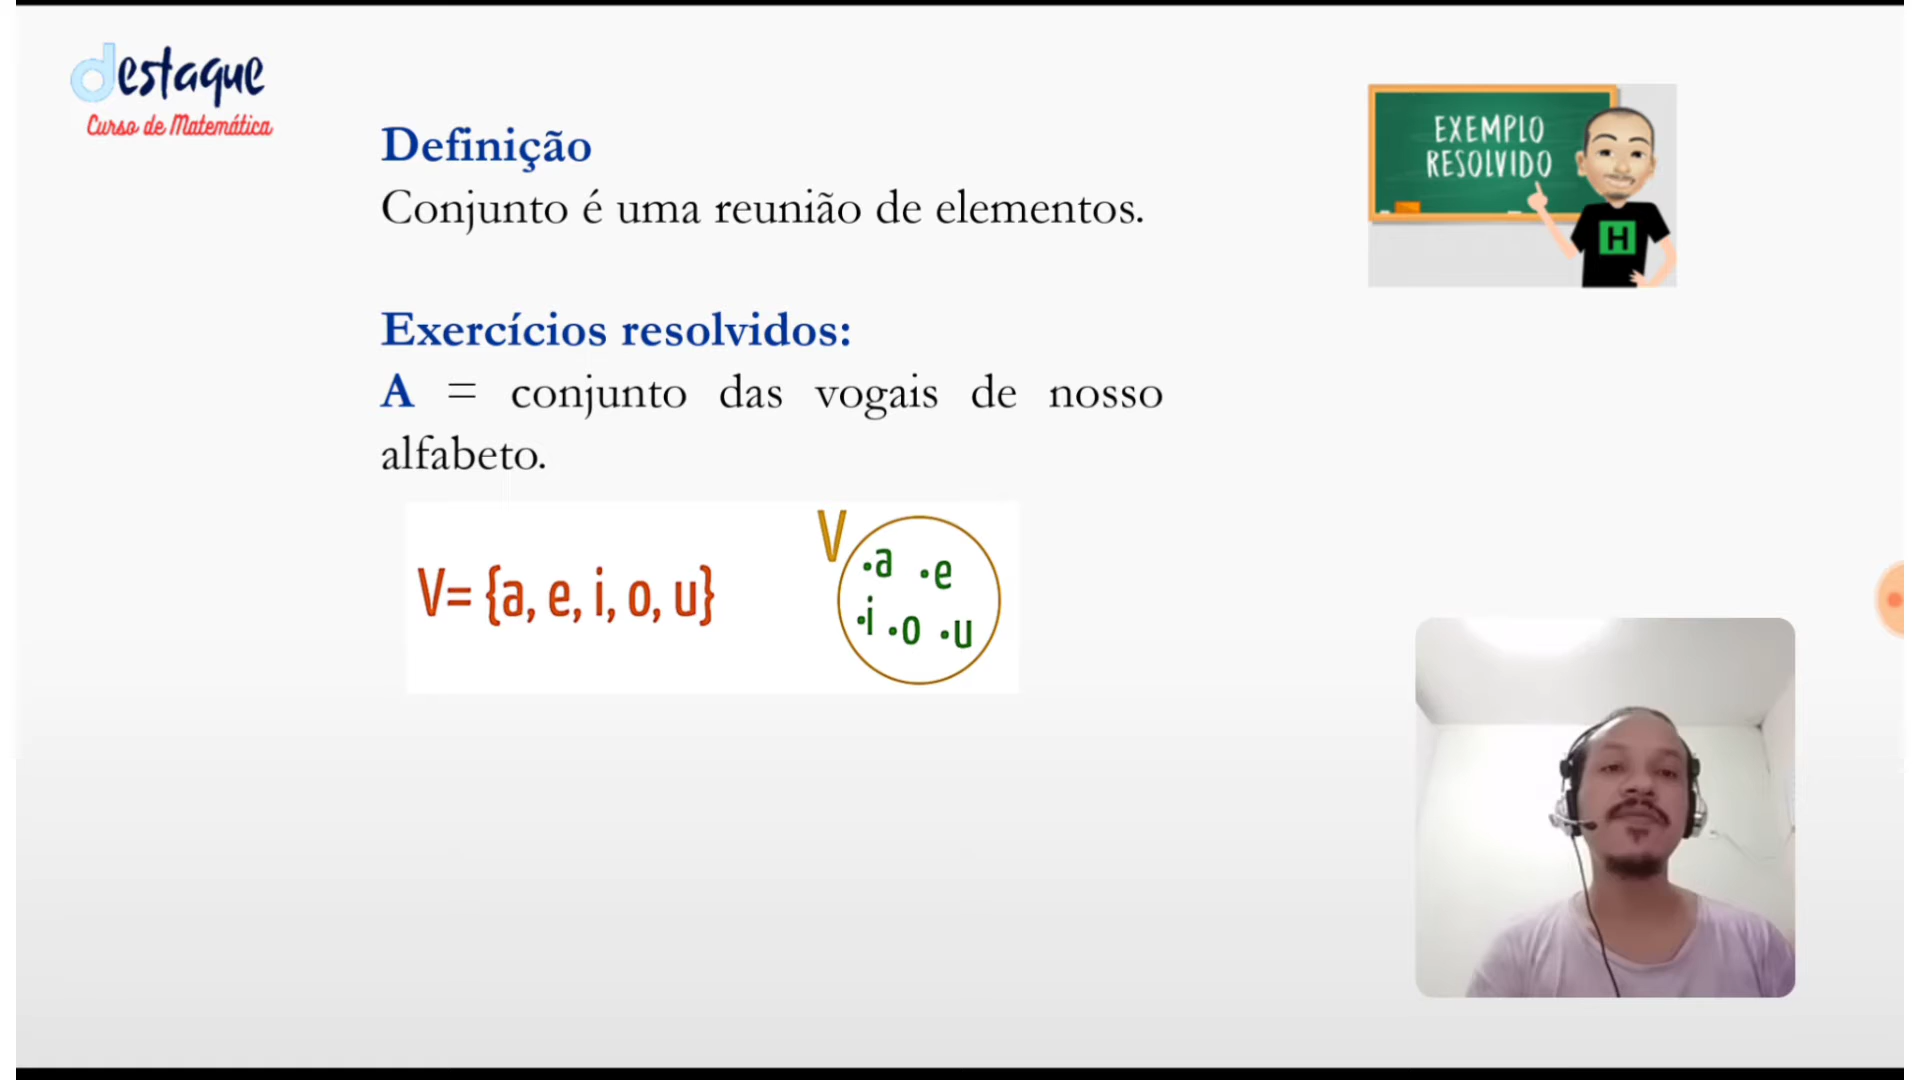 destaque
Curso de Matemática
EXEMPLO
RESOLVIDO
H
Definição
Conjunto é uma reunião de elementos.
Exercícios resolvidos:
A = conjunto das vogais de nosso
alfabeto.
V= {a, e, i, o, u}
V
•a •e
•i •o •u